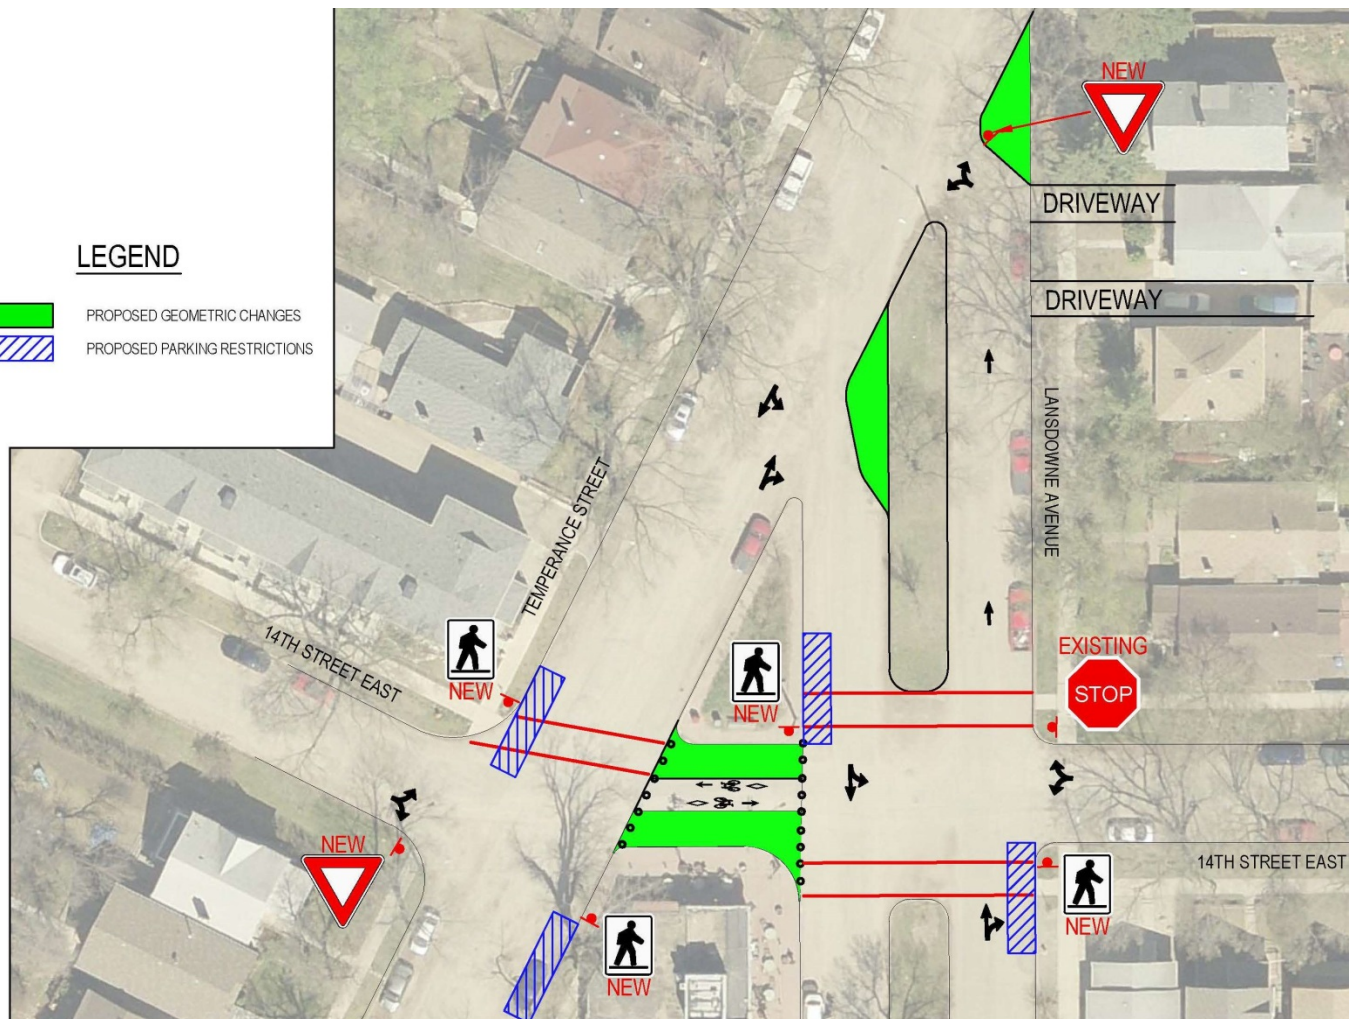 NEW
DRIVEWAY
LEGEND
DRIVEWAY
PROPOSED GEOMETRIC CHANGES
PROPOSED PARKING RESTRICTIONS
LANSDOWNE AVENUE
TEMPERANCE STREET
14TH STREET EAST
NEW
NEW
EXISTING
STOP
NEW
14TH STREET EAST
NEW
NEW